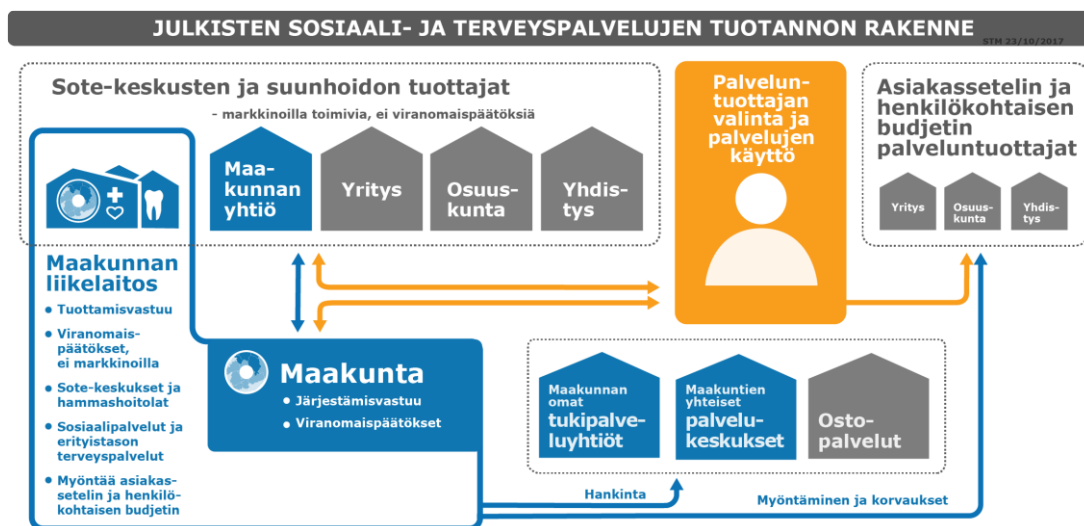 JULKISTEN SOSIAALI- JA TERVEYSPALVELUJEN TUOTANNON RAKENNE
STM 23/10/2017
Sote-keskusten ja suunhoidon tuottajat
- markkinoilla toimivia, ei viranomaispäätöksiä
Maa-
kunnan
yhtiö
Yritys
Osuus-
kunta
Yhdis-
tys
Palvelun-
tuottajan
valinta ja
palvelujen
käyttö
Asiakassetelin ja
henkilökohtaisen
budjetin
palveluntuottajat
Yritys
Osuus-
kunta
Yhdis-
tys
Maakunnan
liikelaitos
• Tuottamisvastuu
• Viranomais-
päätökset,
ei markkinoilla
• Sote-keskukset ja
hammashoitolat
• Sosiaalipalvelut ja
erityistason
terveyspalvelut
• Myöntää asiakas-
setelin ja henkilö-
kohtaisen budjetin
Maakunta
• Järjestämisvastuu
• Viranomaispäätökset
Maakunnan
omat
tukipalve-
luyhtiöt
Maakuntien
yhteiset
palvelu-
keskukset
Osto-
palvelut
Hankinta
Myöntäminen ja korvaukset